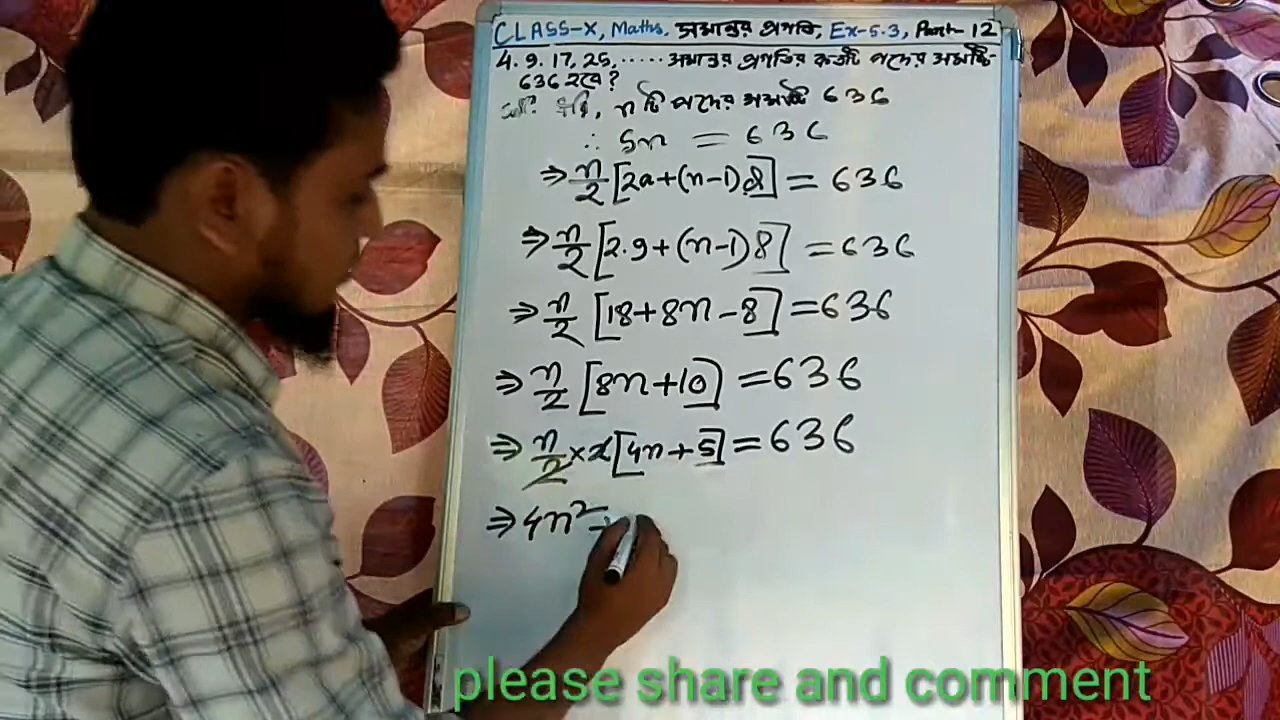 CLASS-X, Maths, সমান্তর প্রগতি, Ex-5.3, Part-12
4. 9, 17, 25, ..... সমান্তর প্রগতির কতটি পদের সমষ্টি
636 হবে?
ধরি, n টি পদের সমষ্টি 636
∴ Sn = 636
⇒ n/2 [2a+(n-1)d] = 636
⇒ n/2 [2·9+(n-1)8] = 636
⇒ n/2 [18+8n-8] = 636
⇒ n/2 [8n+10] = 636
⇒ n/2 × 2[4n+5] = 636
⇒ 4n² +
please share and comment